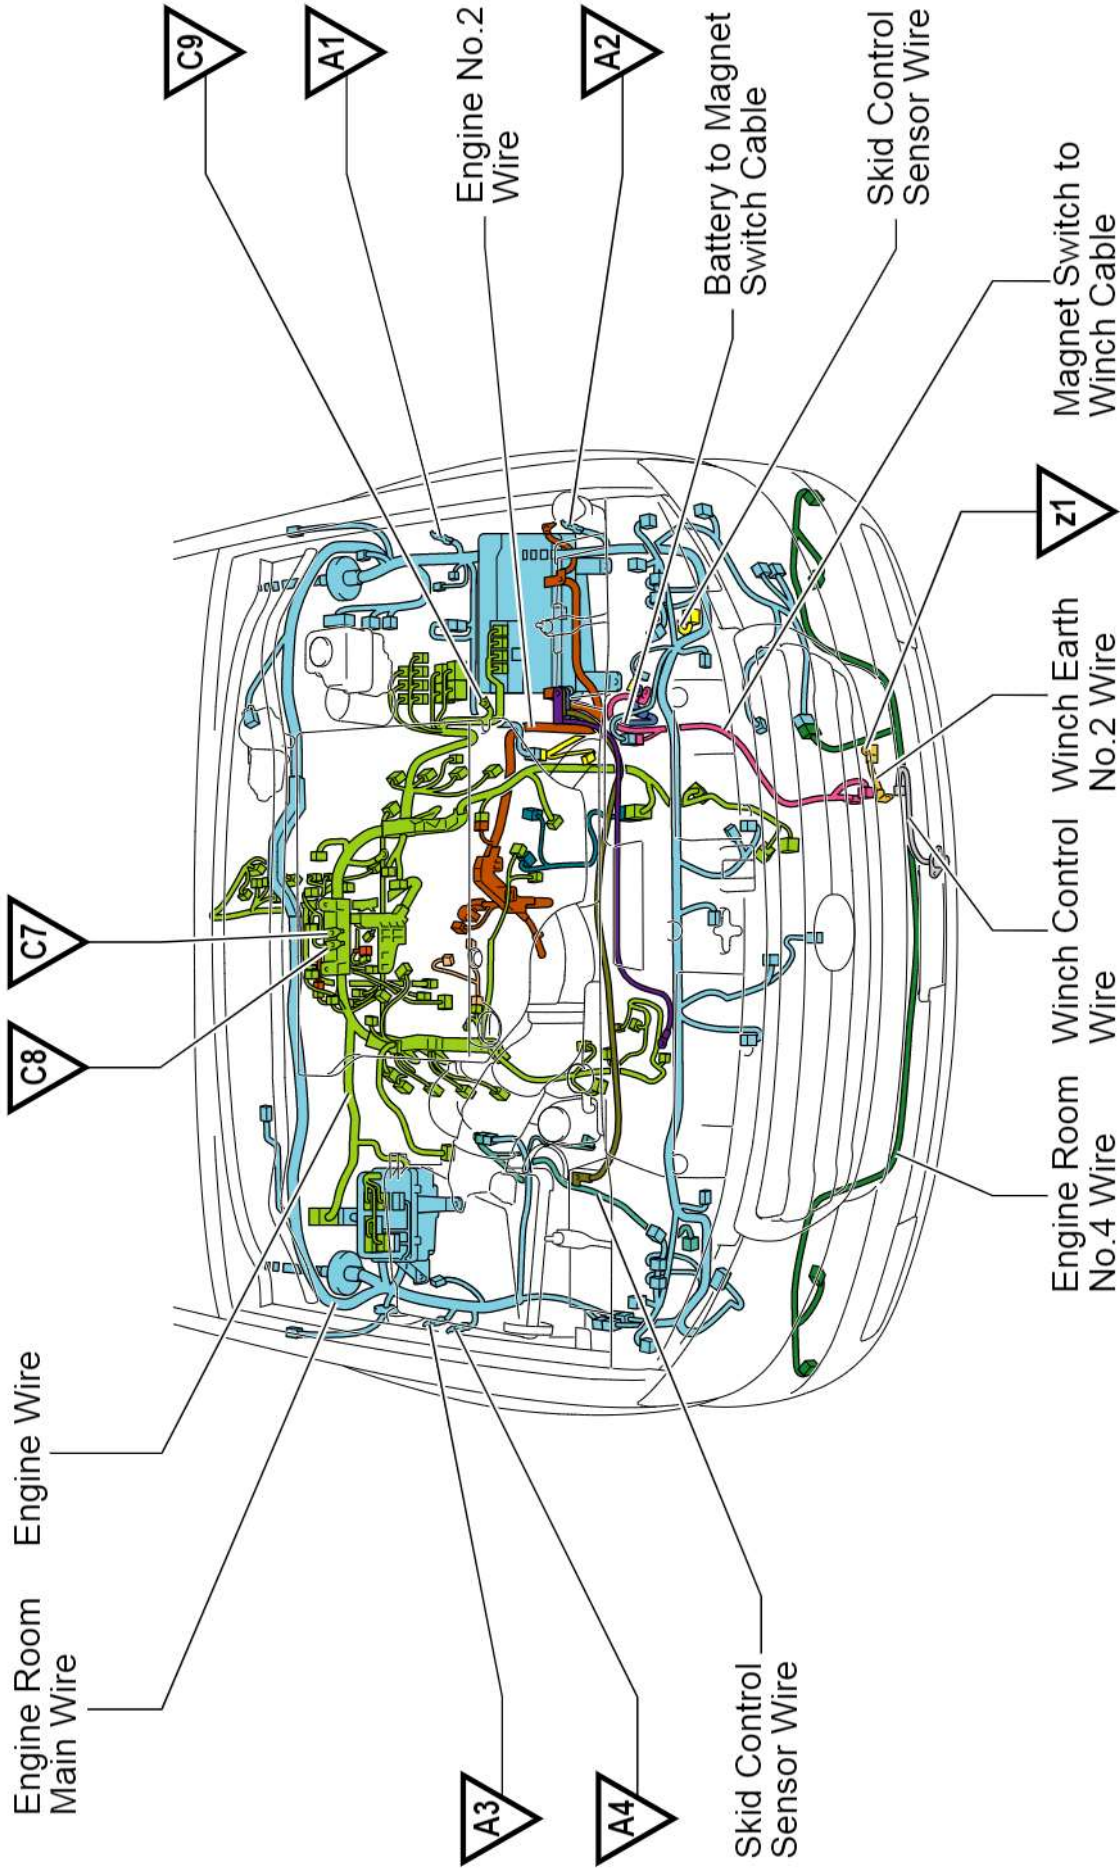 Engine Room
Main Wire
Engine Wire
C8
C7
C9
A1
Engine No.2
Wire
A2
Battery to Magnet
Switch Cable
Skid Control
Sensor Wire
A3
A4
Skid Control
Sensor Wire
Engine Room
No.4 Wire
Winch Control
Wire
Winch Earth
No.2 Wire
z1
Magnet Switch to
Winch Cable